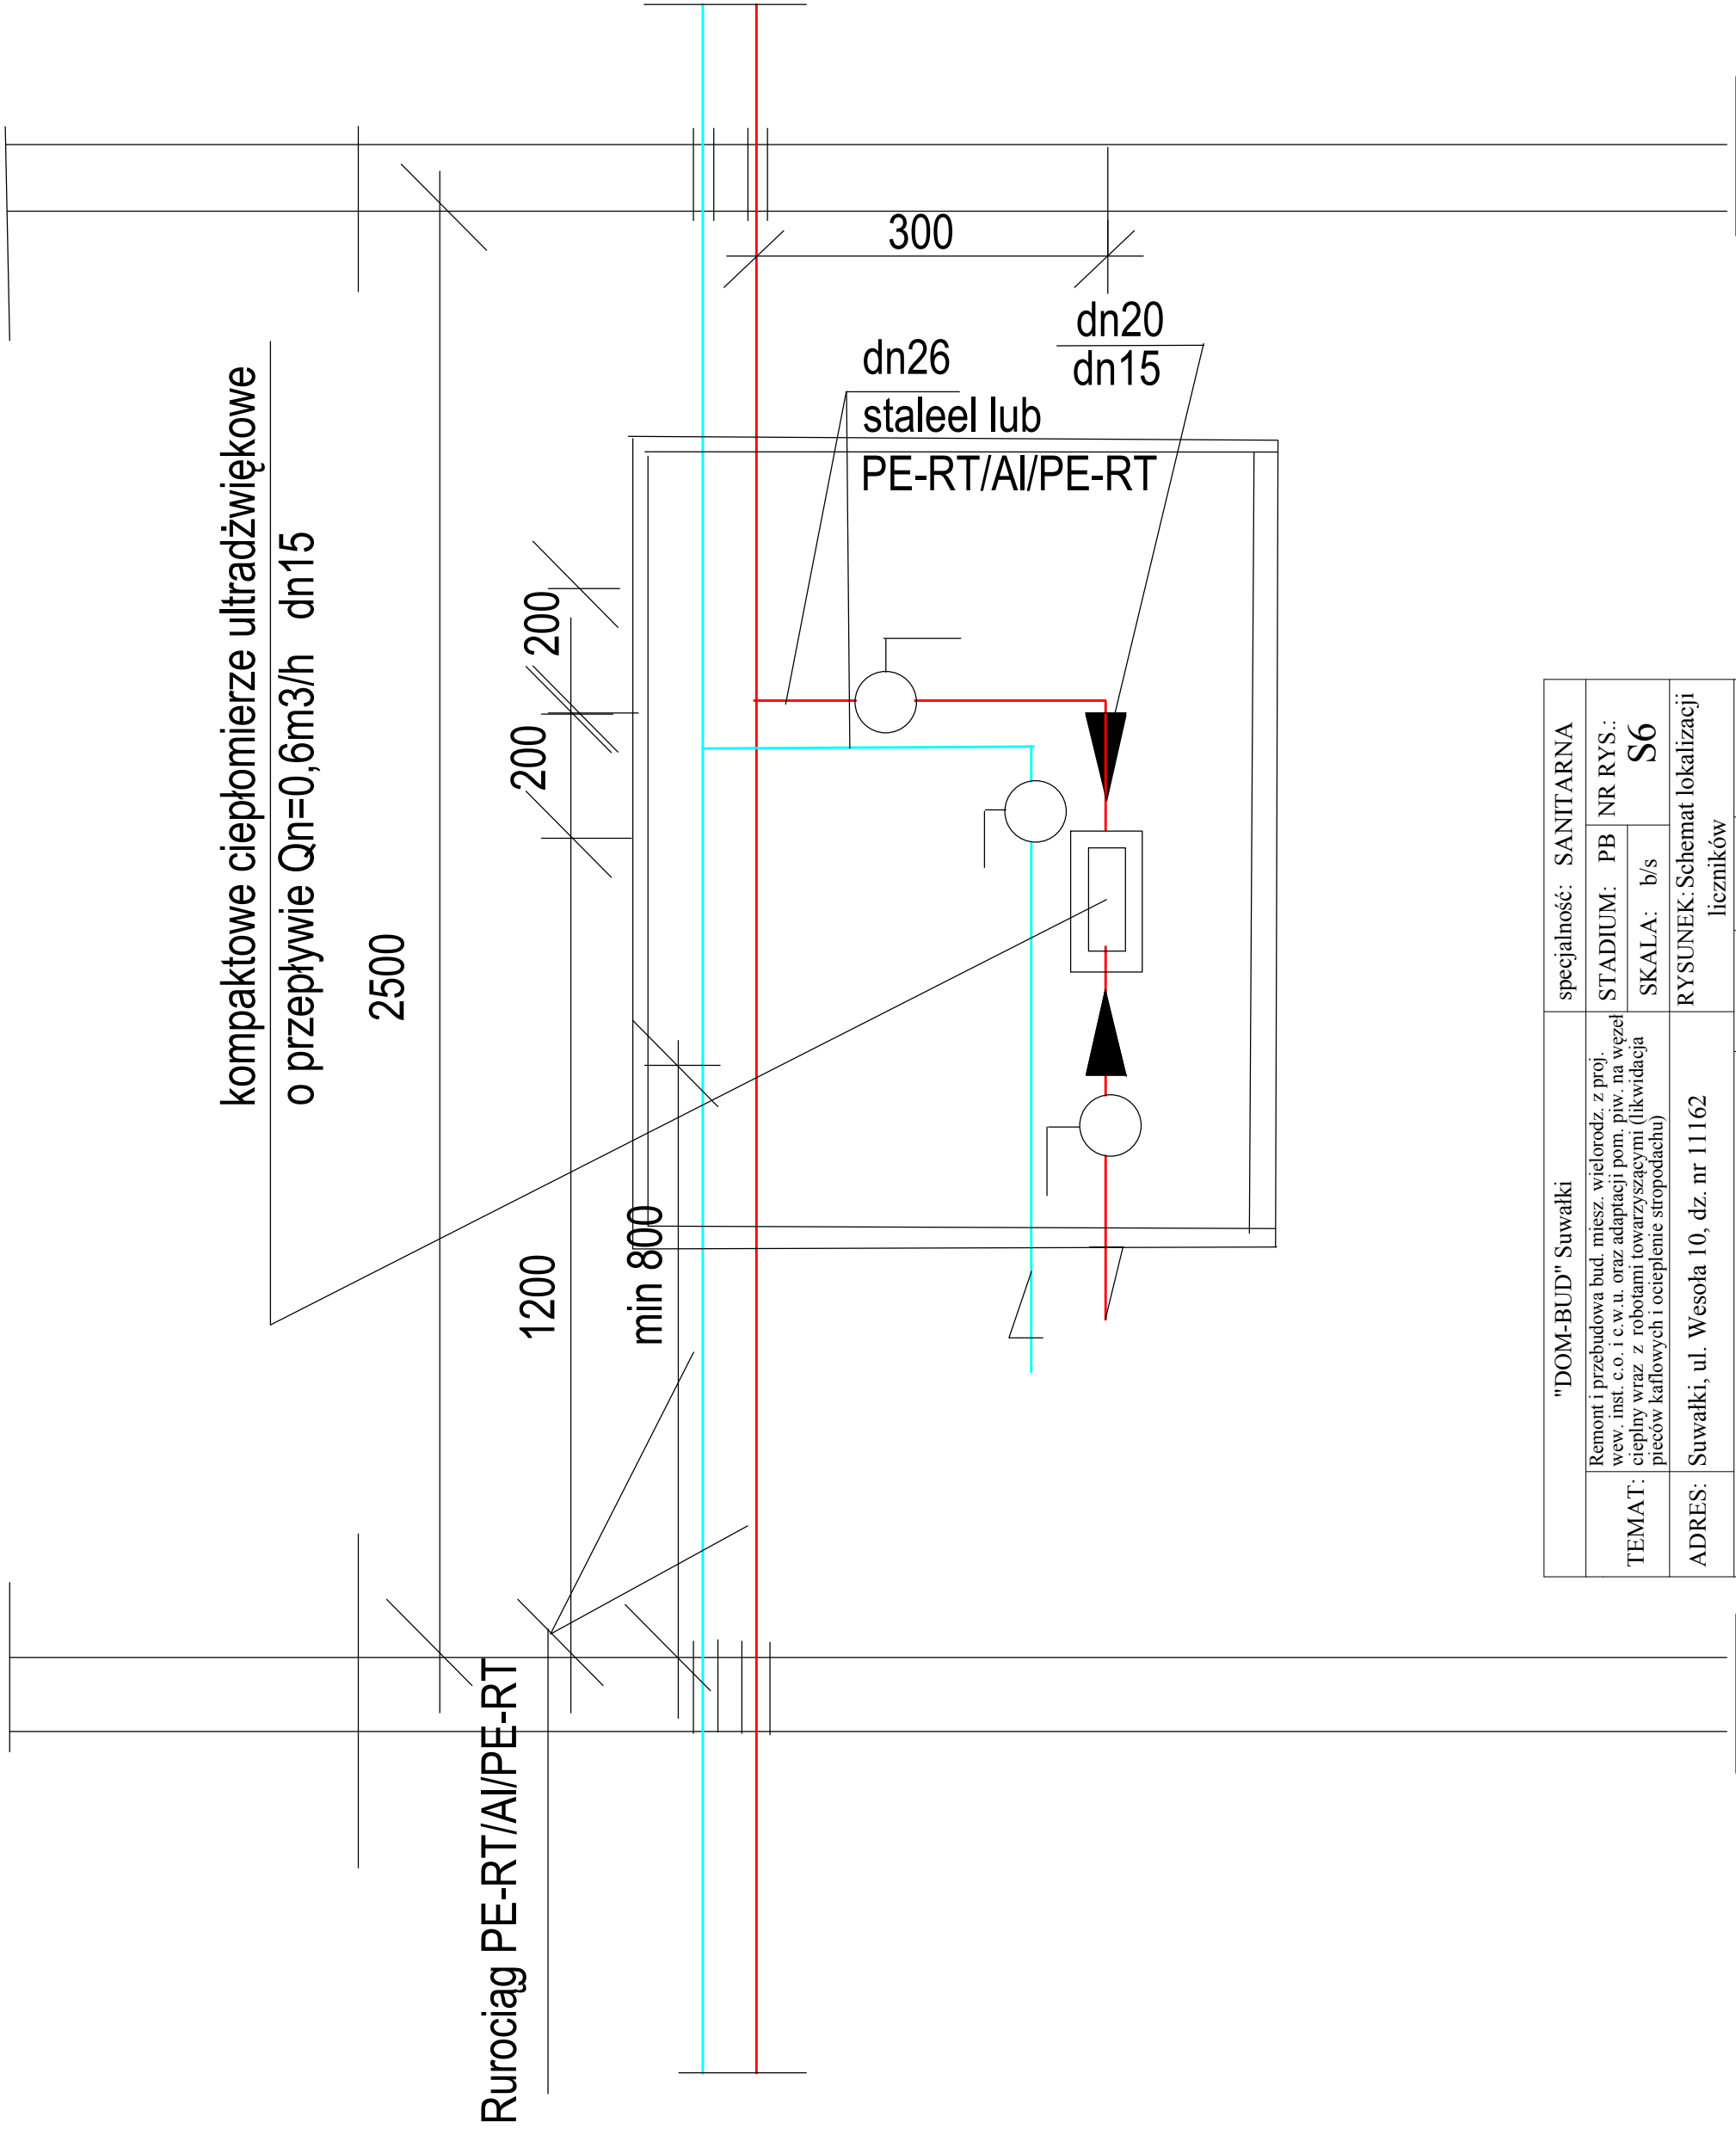 kompaktowe ciepłomierze ultradźwiękowe
o przepływie Qn=0,6m3/h dn15
2500
200
200
1200
min 800
300
dn26
staleel lub
PE-RT/Al/PE-RT
dn20
dn15
Rurociąg PE-RT/Al/PE-RT
"DOM-BUD" Suwałki
specjalność: SANITARNA
TEMAT:
Remont i przebudowa bud. miesz. wielorodz. z proj.
wew. inst. c.o. i c.w.u. oraz adaptacji pom. piw. na węzeł
cieplny wraz z robotami towarzyszącymi (likwidacja
pieców kaflowych i ocieplenie stropodachu)
STADIUM: PB
NR RYS.:
S6
SKALA: b/s
ADRES: Suwałki, ul. Wesoła 10, dz. nr 11162
RYSUNEK: Schemat lokalizacji
liczników